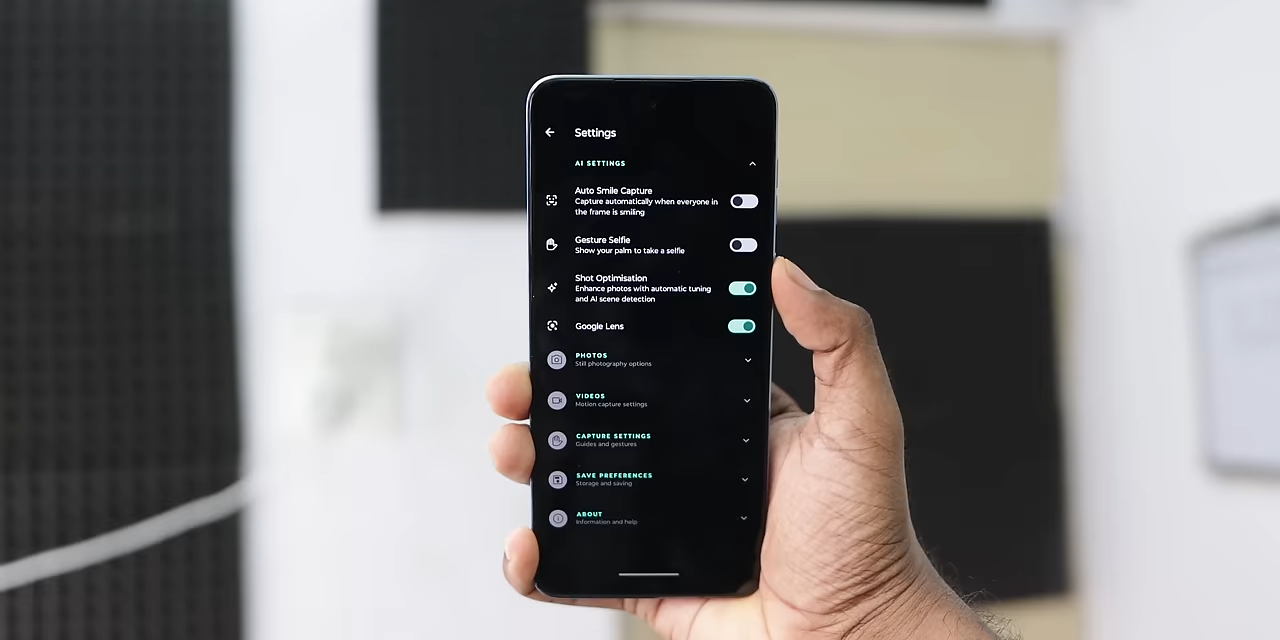 Settings
AI SETTINGS
Auto Smile Capture
Capture automatically when everyone in
the frame is smiling
Gesture Selfie
Show your palm to take a selfie
Shot Optimisation
Enhance photos with automatic tuning
and AI scene detection
Google Lens
PHOTOS
Still photography options
VIDEOS
Motion capture settings
CAPTURE SETTINGS
Guides and gestures
SAVE PREFERENCES
Storage and saving
ABOUT
Information and help